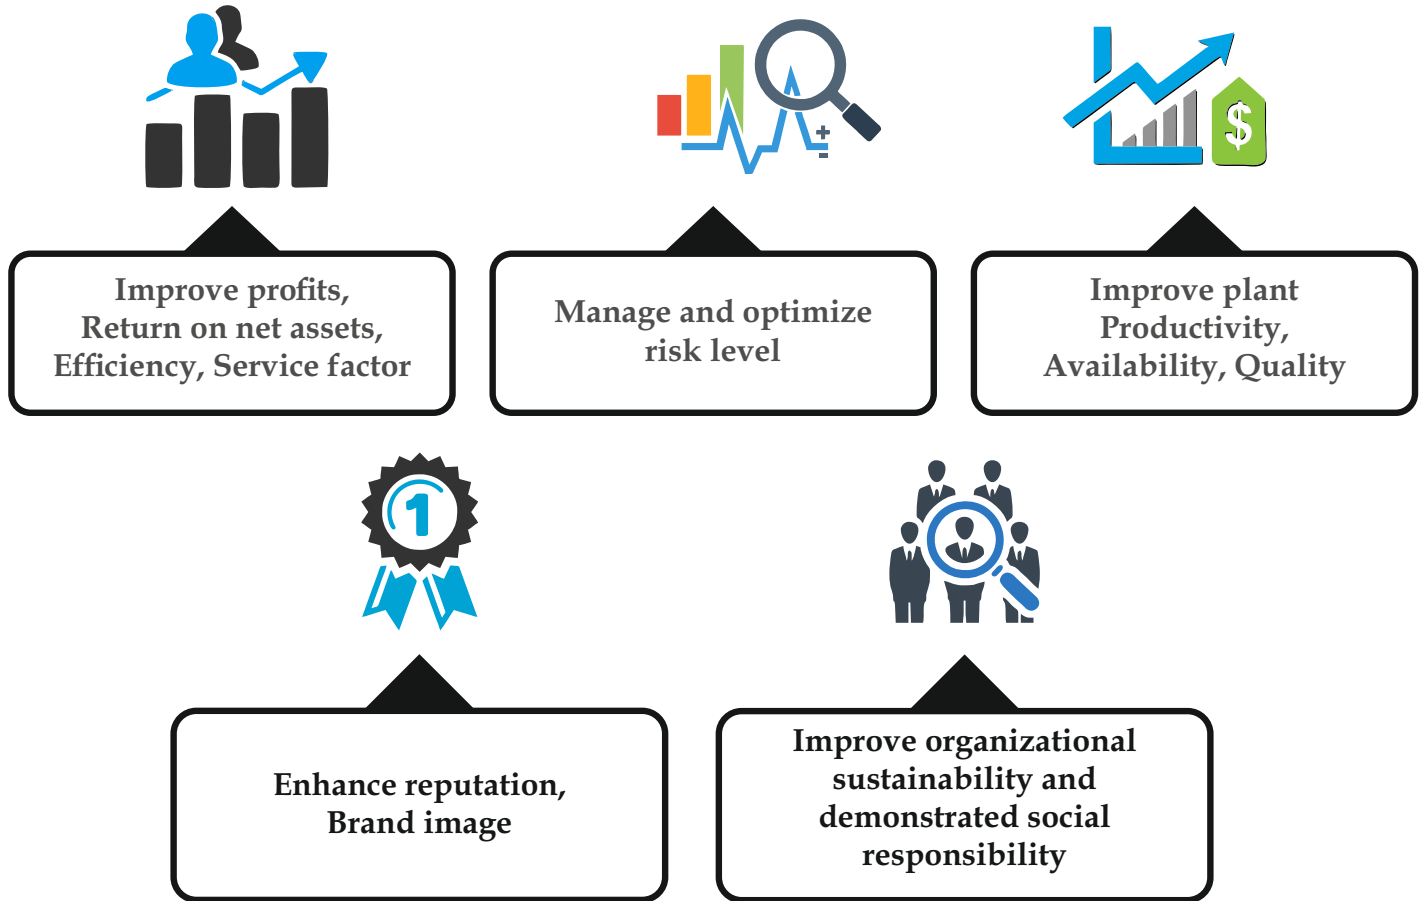 Improve profits,
Return on net assets,
Efficiency, Service factor
Manage and optimize
risk level
Improve plant
Productivity,
Availability, Quality
+
-
$
1
Enhance reputation,
Brand image
Improve organizational
sustainability and
demonstrated social
responsibility